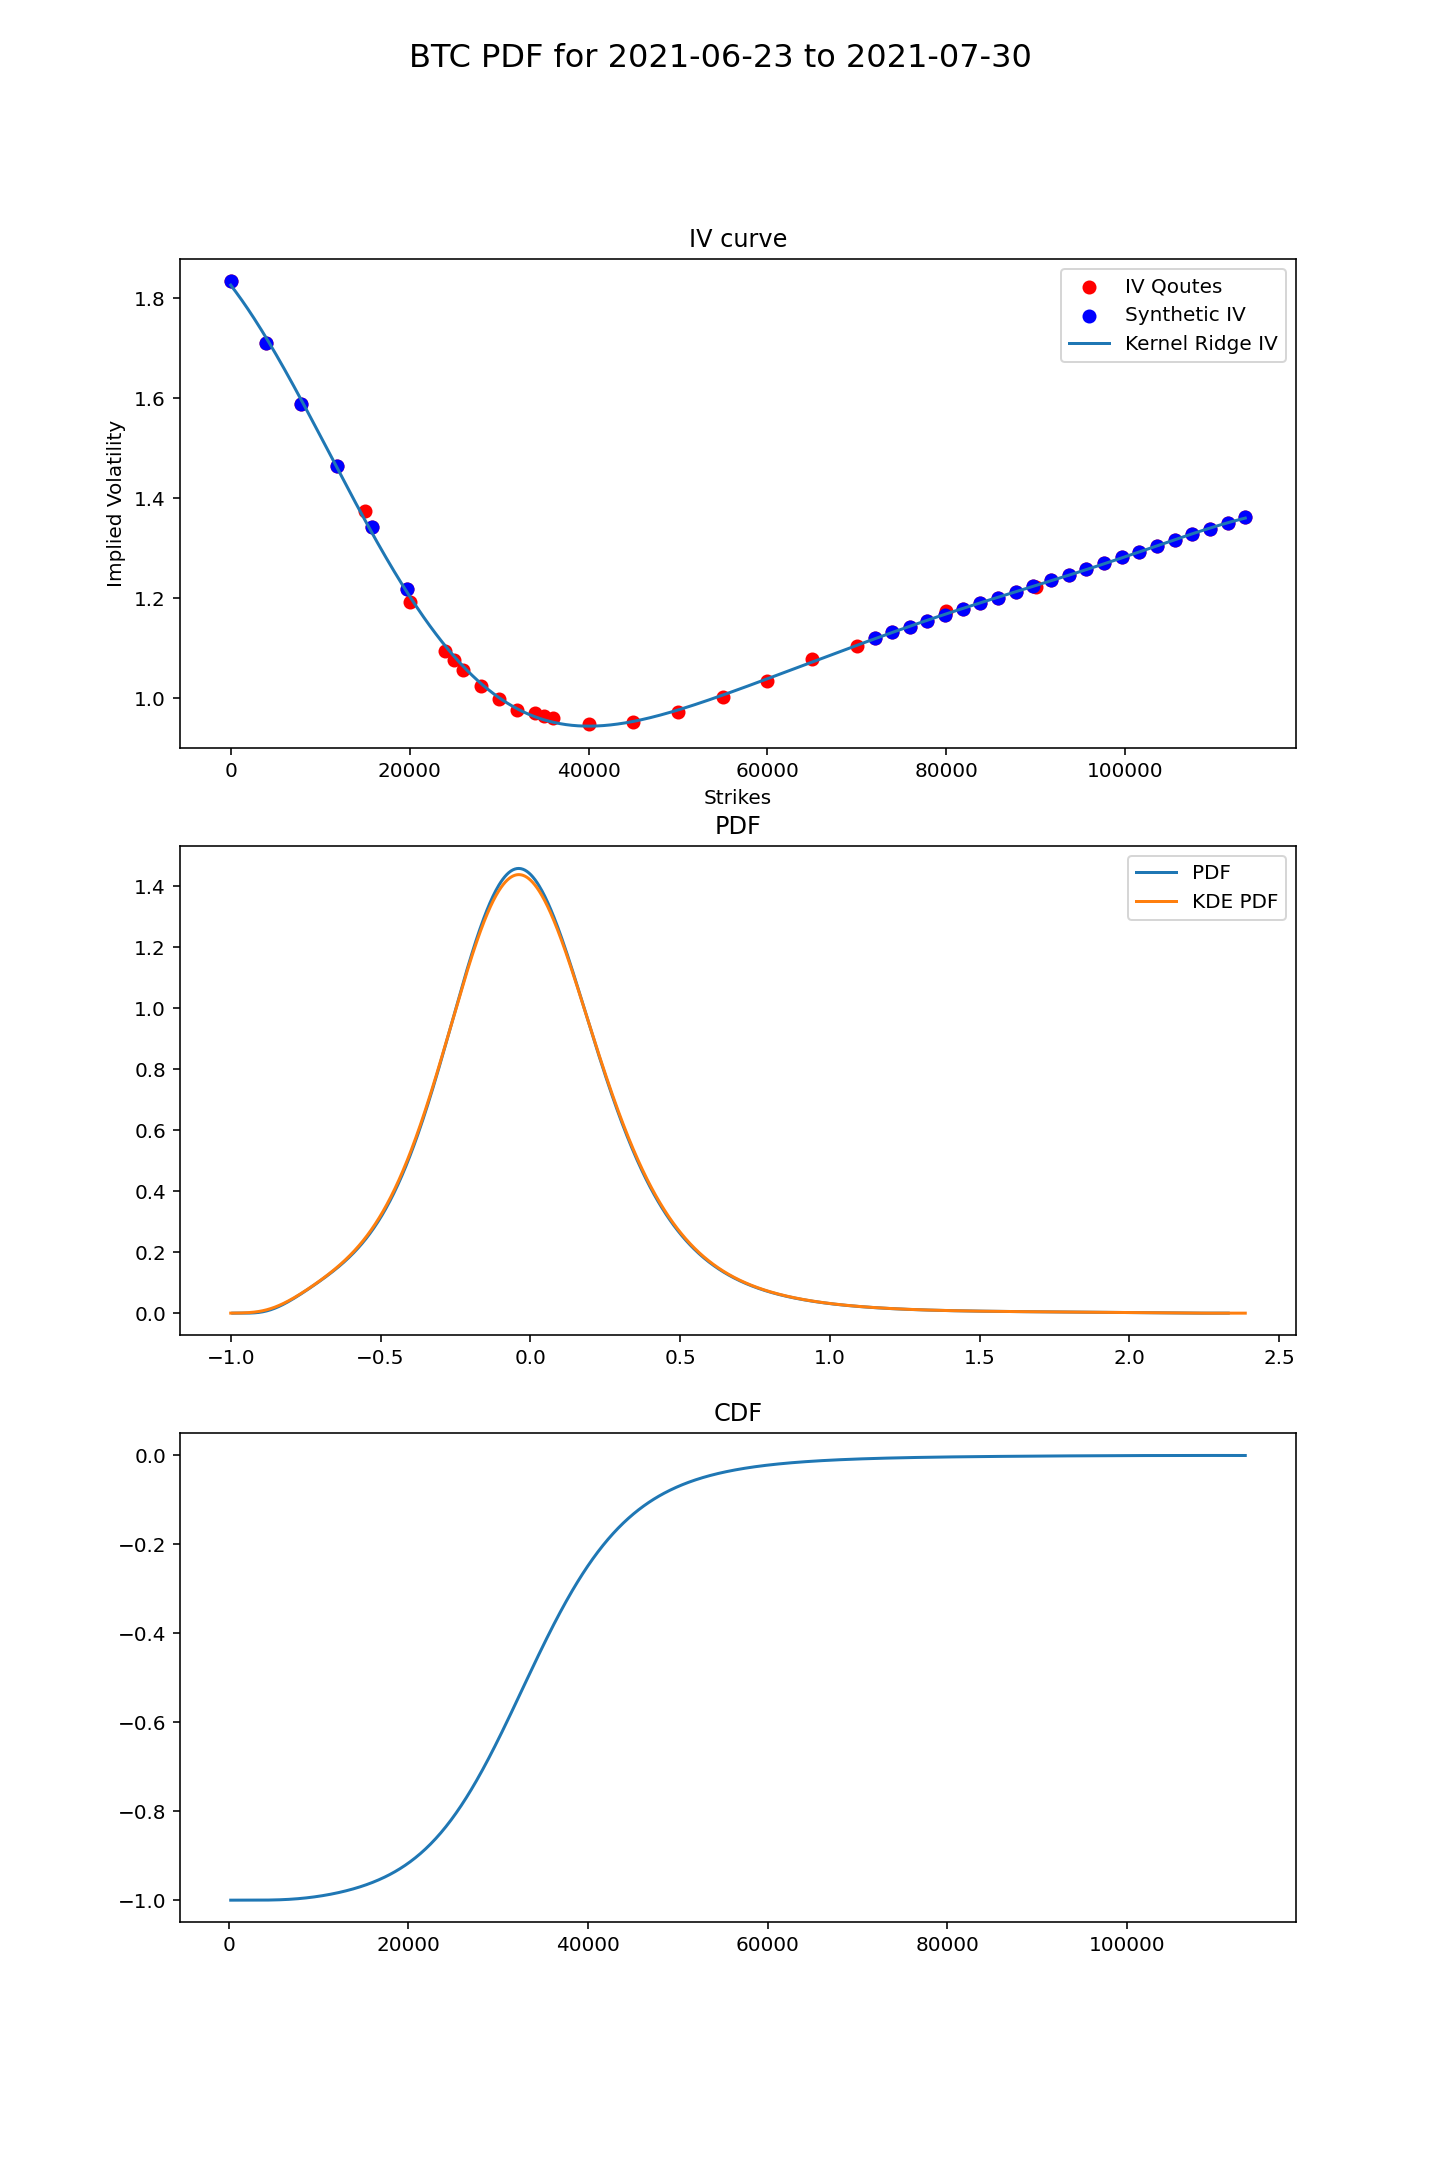 BTC PDF for 2021-06-23 to 2021-07-30
IV curve
IV Qoutes
Synthetic IV
Kernel Ridge IV
Implied Volatility
1.8
1.6
1.4
1.2
1.0
0 20000 40000 60000 80000 100000
Strikes
PDF
PDF
KDE PDF
1.4
1.2
1.0
0.8
0.6
0.4
0.2
0.0
−1.0 −0.5 0.0 0.5 1.0 1.5 2.0 2.5
CDF
0.0
−0.2
−0.4
−0.6
−0.8
−1.0
0 20000 40000 60000 80000 100000